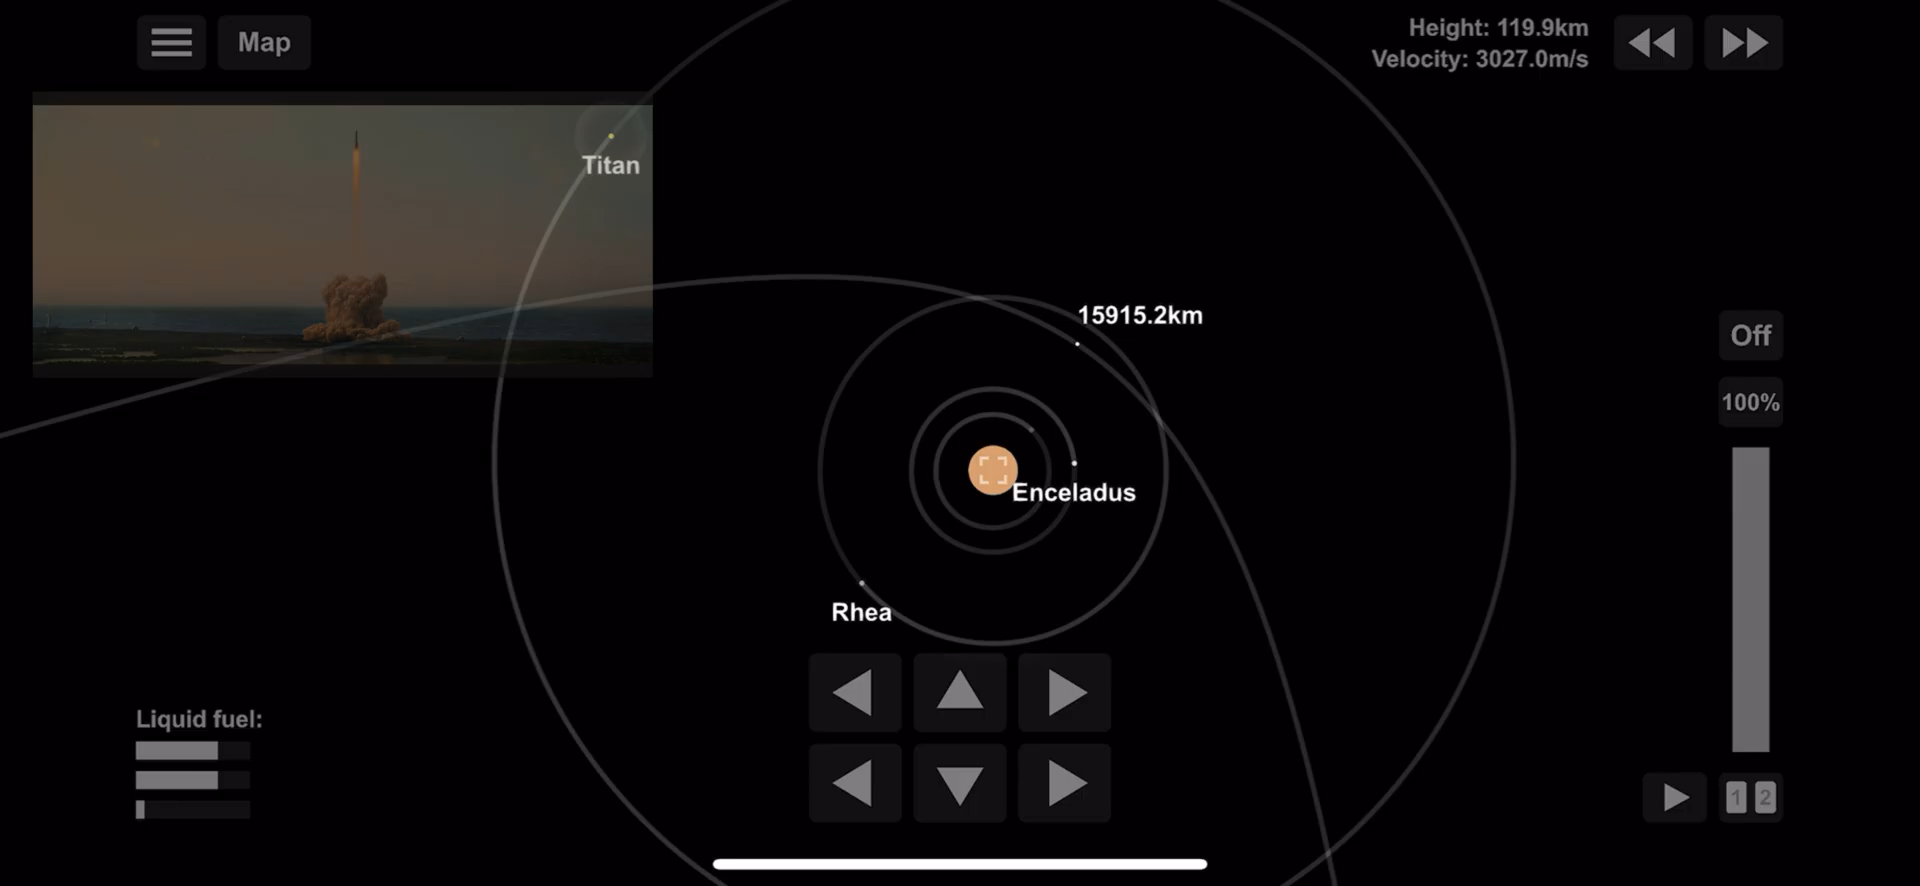 Map
Height: 119.9km
Velocity: 3027.0m/s
Titan
15915.2km
Off
100%
Enceladus
Rhea
Liquid fuel:
1 2